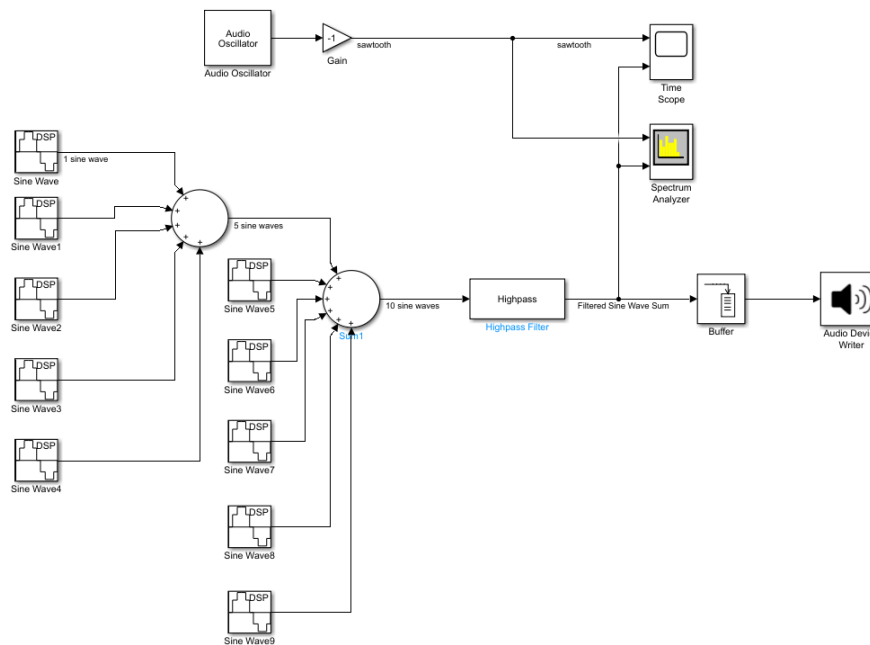 Audio
Oscillator
Audio Oscillator
-1
Gain
sawtooth
sawtooth
Time
Scope
Spectrum
Analyzer
DSP
1 sine wave
Sine Wave
DSP
Sine Wave1
DSP
Sine Wave2
DSP
Sine Wave3
DSP
Sine Wave4
+
+
+
+
+
5 sine waves
DSP
Sine Wave5
DSP
Sine Wave6
DSP
Sine Wave7
DSP
Sine Wave8
DSP
Sine Wave9
+
+
+
+
+
+
Sum1
10 sine waves
Highpass
Highpass Filter
Filtered Sine Wave Sum
Buffer
Audio Devi
Writer